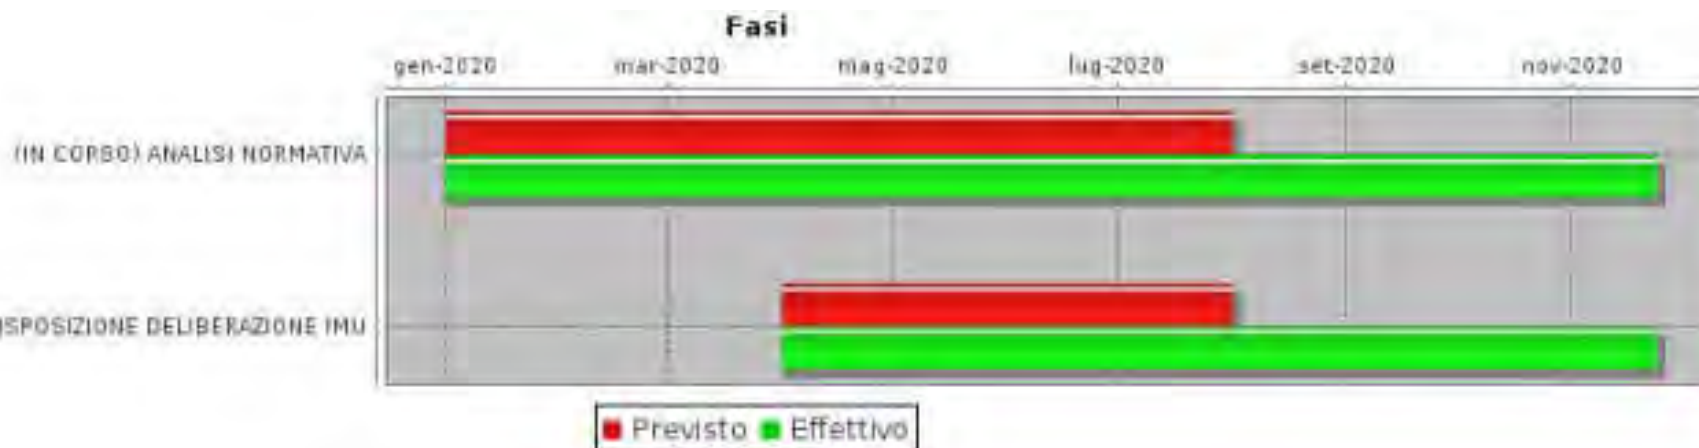 Fasi
gen-2020 mar-2020 mag-2020 lug-2020 set-2020 nov-2020
(IN CORSO) ANALISI NORMATIVA
ISPOSIZIONE DELIBERAZIONE IMU
Previsto Effettivo